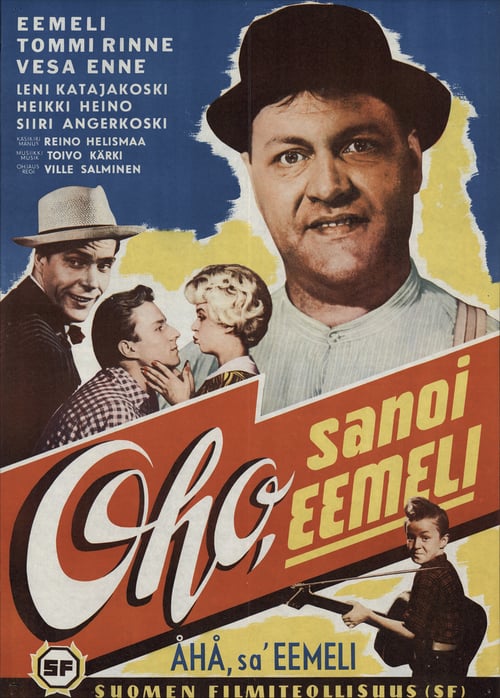 EEMELI
TOMMI RINNE
VESA ENNE
LENI KATAJAKOSKI
HEIKKI HEINO
SIIRI ANGERKOSKI
KÄSIKIRJ.
MANUS REINO HELISMAA
MUSIIKKI
MUSIK TOIVO KÄRKI
OHJAUS
REGI VILLE SALMINEN
Oho,
sanoi
EEMELI
ÅHÅ, sa' EEMELI
SF
SUOMEN FILMITEOLLISUUS (SF)